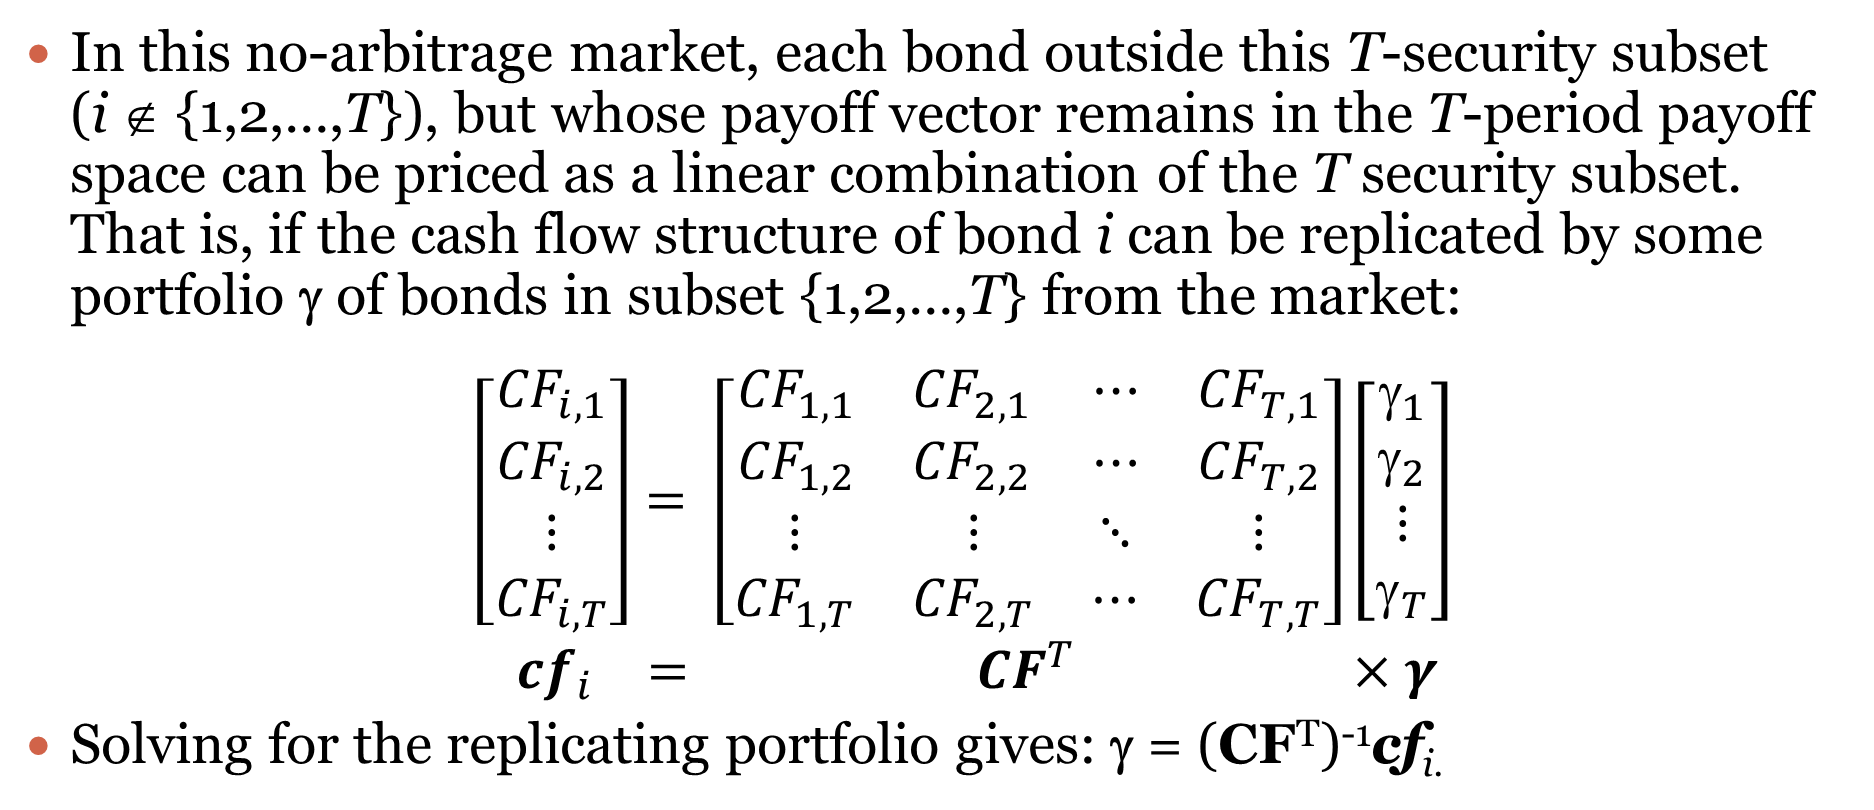 • In this no-arbitrage market, each bond outside this T-security subset
(i ∉ {1,2,…,T}), but whose payoff vector remains in the T-period payoff
space can be priced as a linear combination of the T security subset.
That is, if the cash flow structure of bond i can be replicated by some
portfolio γ of bonds in subset {1,2,…,T} from the market:
[CF_{i,1}] [CF_{1,1} CF_{2,1} ⋯ CF_{T,1}] [γ_1]
[CF_{i,2}] = [CF_{1,2} CF_{2,2} ⋯ CF_{T,2}] [γ_2]
[⋮] [⋮ ⋮ ⋱ ⋮] [⋮]
[CF_{i,T}] [CF_{1,T} CF_{2,T} ⋯ CF_{T,T}] [γ_T]
cf_i = CF^T × γ
• Solving for the replicating portfolio gives: γ = (CF^T)^{-1}cf_{i.}